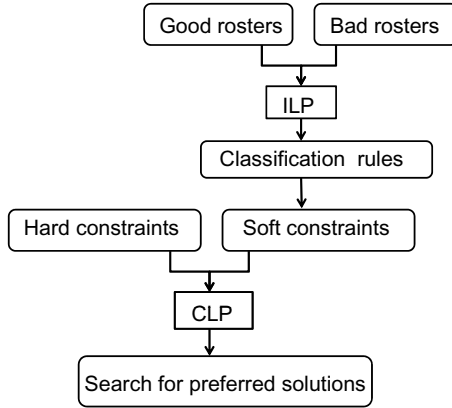 Good rosters
Bad rosters
ILP
Classification rules
Hard constraints
Soft constraints
CLP
Search for preferred solutions